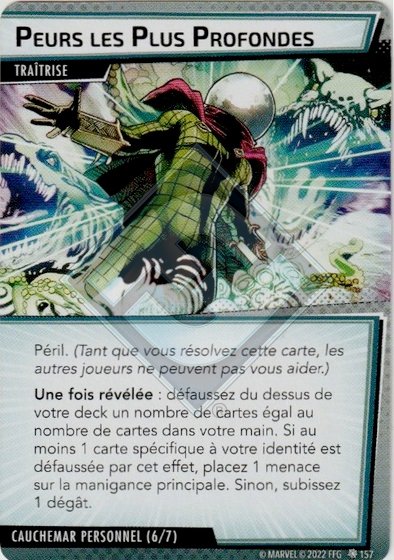 Peurs les Plus Profondes
TRAÎTRISE
Péril. (Tant que vous résolvez cette carte, les
autres joueurs ne peuvent pas vous aider.)
Une fois révélée : défaussez du dessus de
votre deck un nombre de cartes égal au
nombre de cartes dans votre main. Si au
moins 1 carte spécifique à votre identité est
défaussée par cet effet, placez 1 menace
sur la manigance principale. Sinon, subissez
1 dégât.
CAUCHEMAR PERSONNEL (6/7)
© MARVEL © 2022 FFG 157